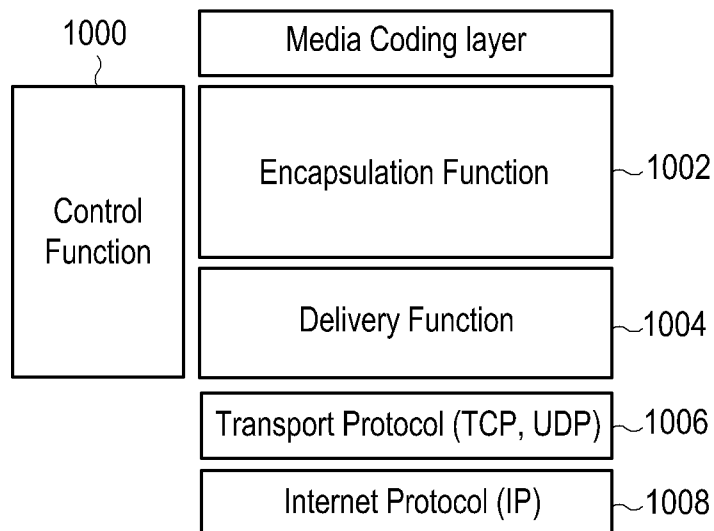 1000
Media Coding layer
Control
Function
Encapsulation Function
1002
Delivery Function
1004
Transport Protocol (TCP, UDP)
1006
Internet Protocol (IP)
1008